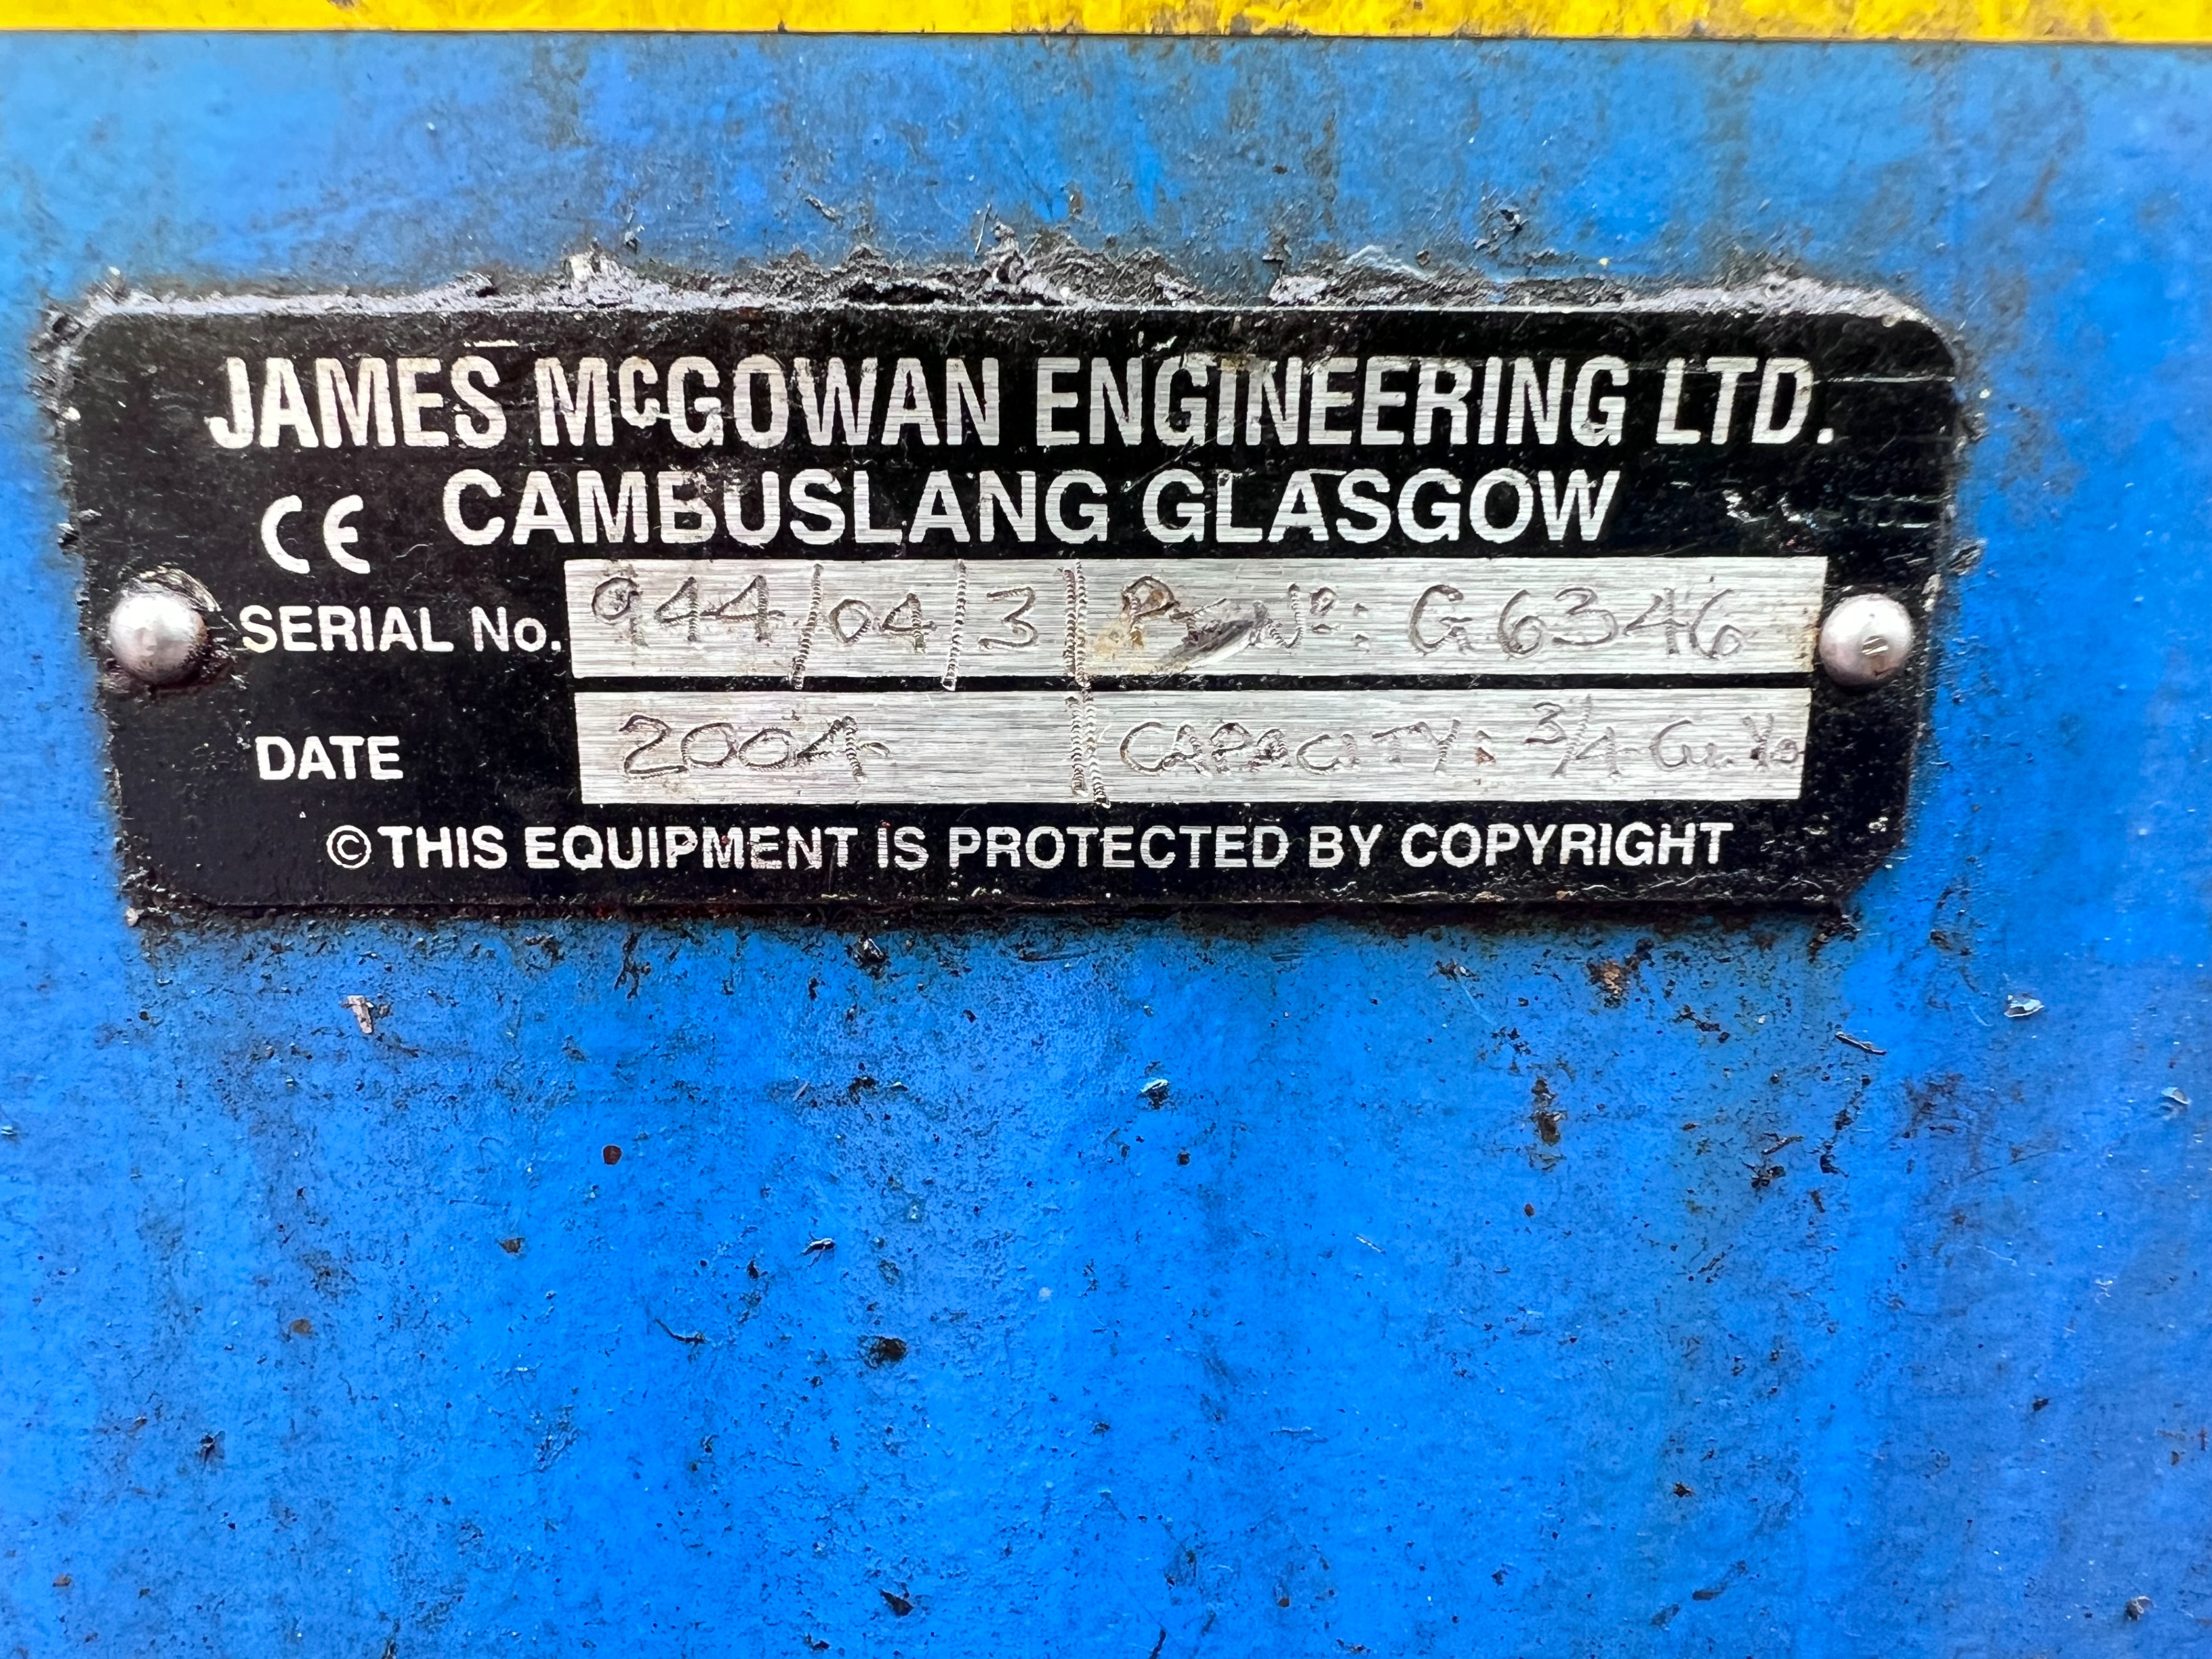 JAMES McGOWAN ENGINEERING LTD.
CE CAMBUSLANG GLASGOW
SERIAL No. 944/04/3 Nº: G6346
DATE 2004 CAPACITY: 3/4 Cu.
© THIS EQUIPMENT IS PROTECTED BY COPYRIGHT